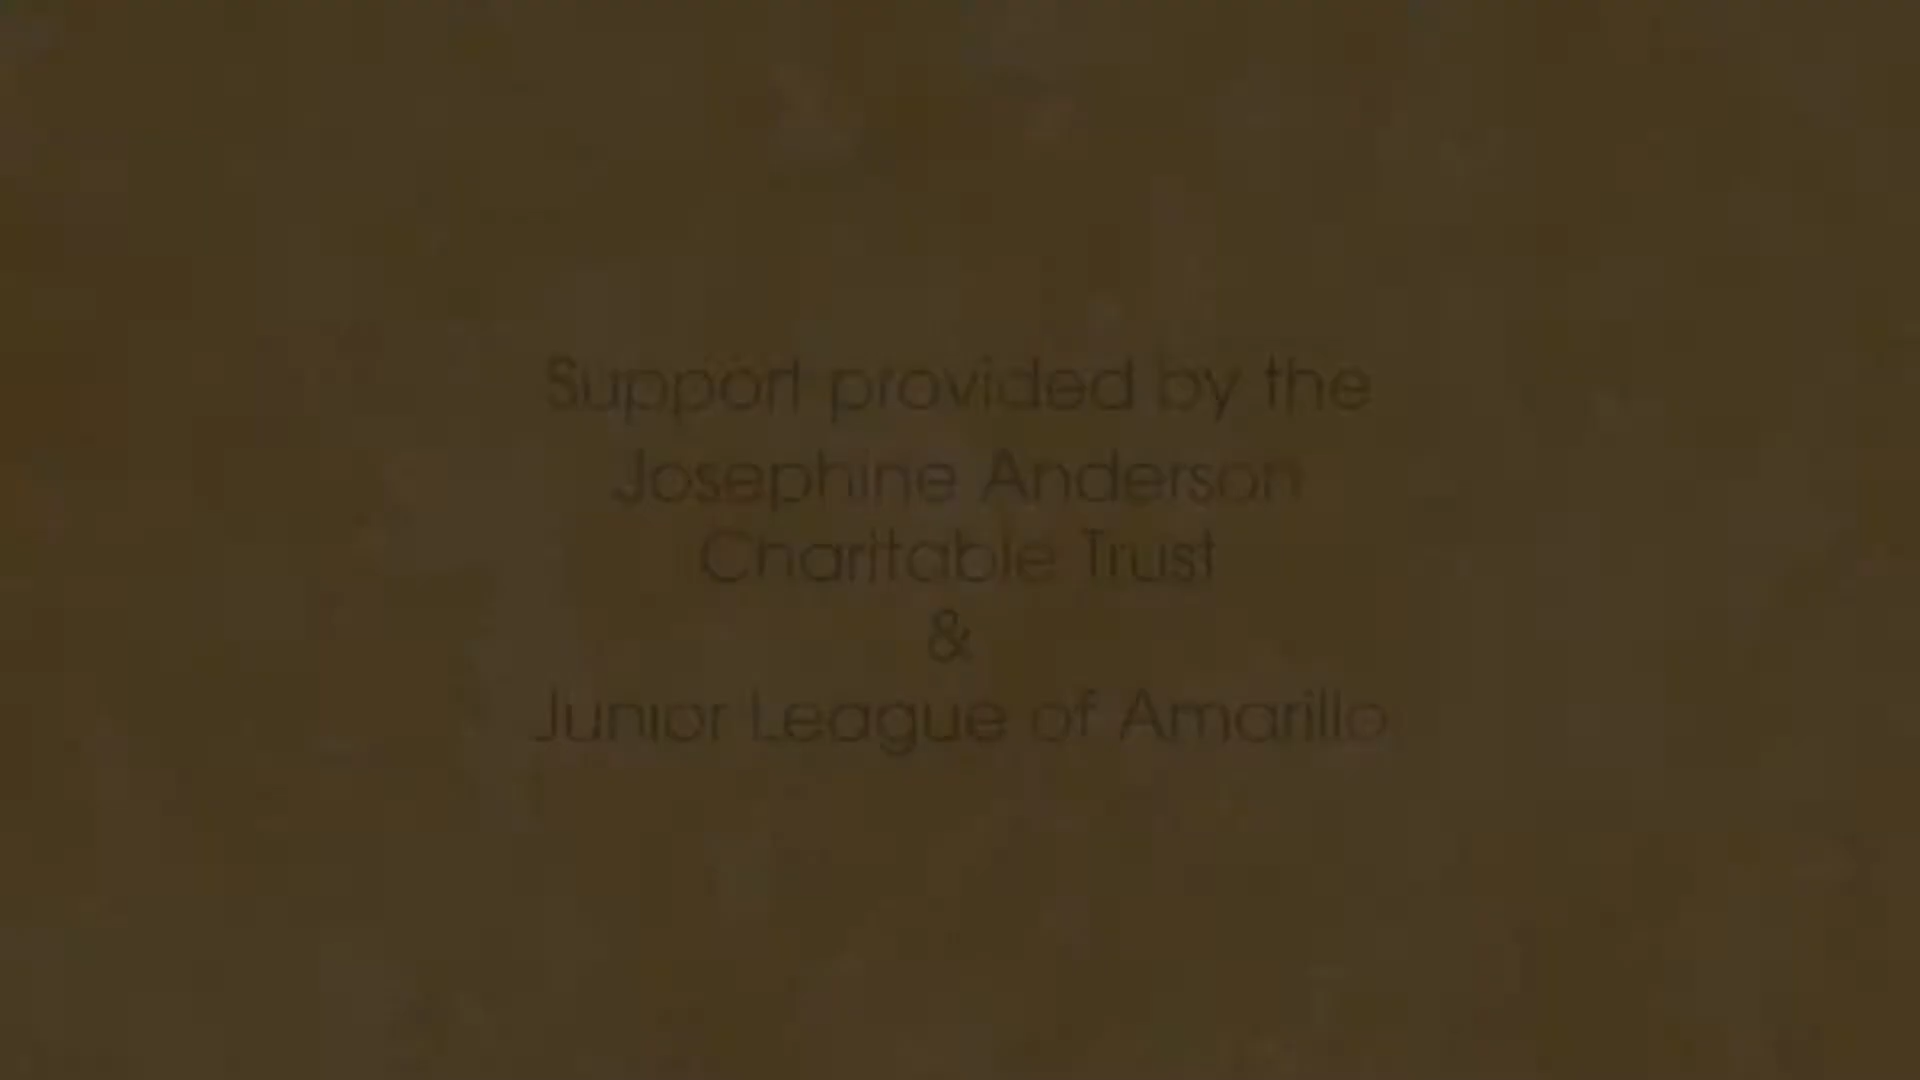 Support provided by the
Josephine Anderson
Charitable Trust
&
Junior League of Amarillo